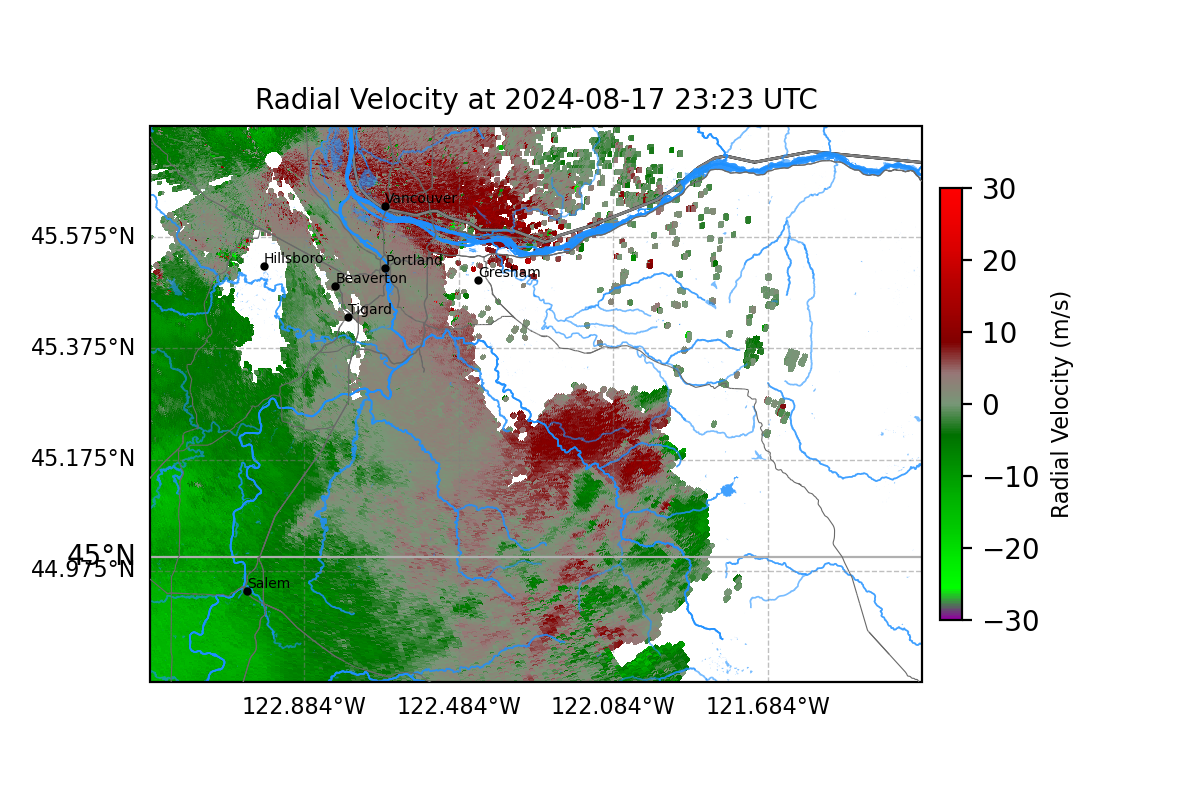 Radial Velocity at 2024-08-17 23:23 UTC
30
Vancouver
45.575°N
Hillsboro
Portland
20
Gresham
Beaverton
Tigard
10
45.375°N
0
Radial Velocity (m/s)
45.175°N
−10
−20
45°N
44.975°N
Salem
−30
122.884°W 122.484°W 122.084°W 121.684°W